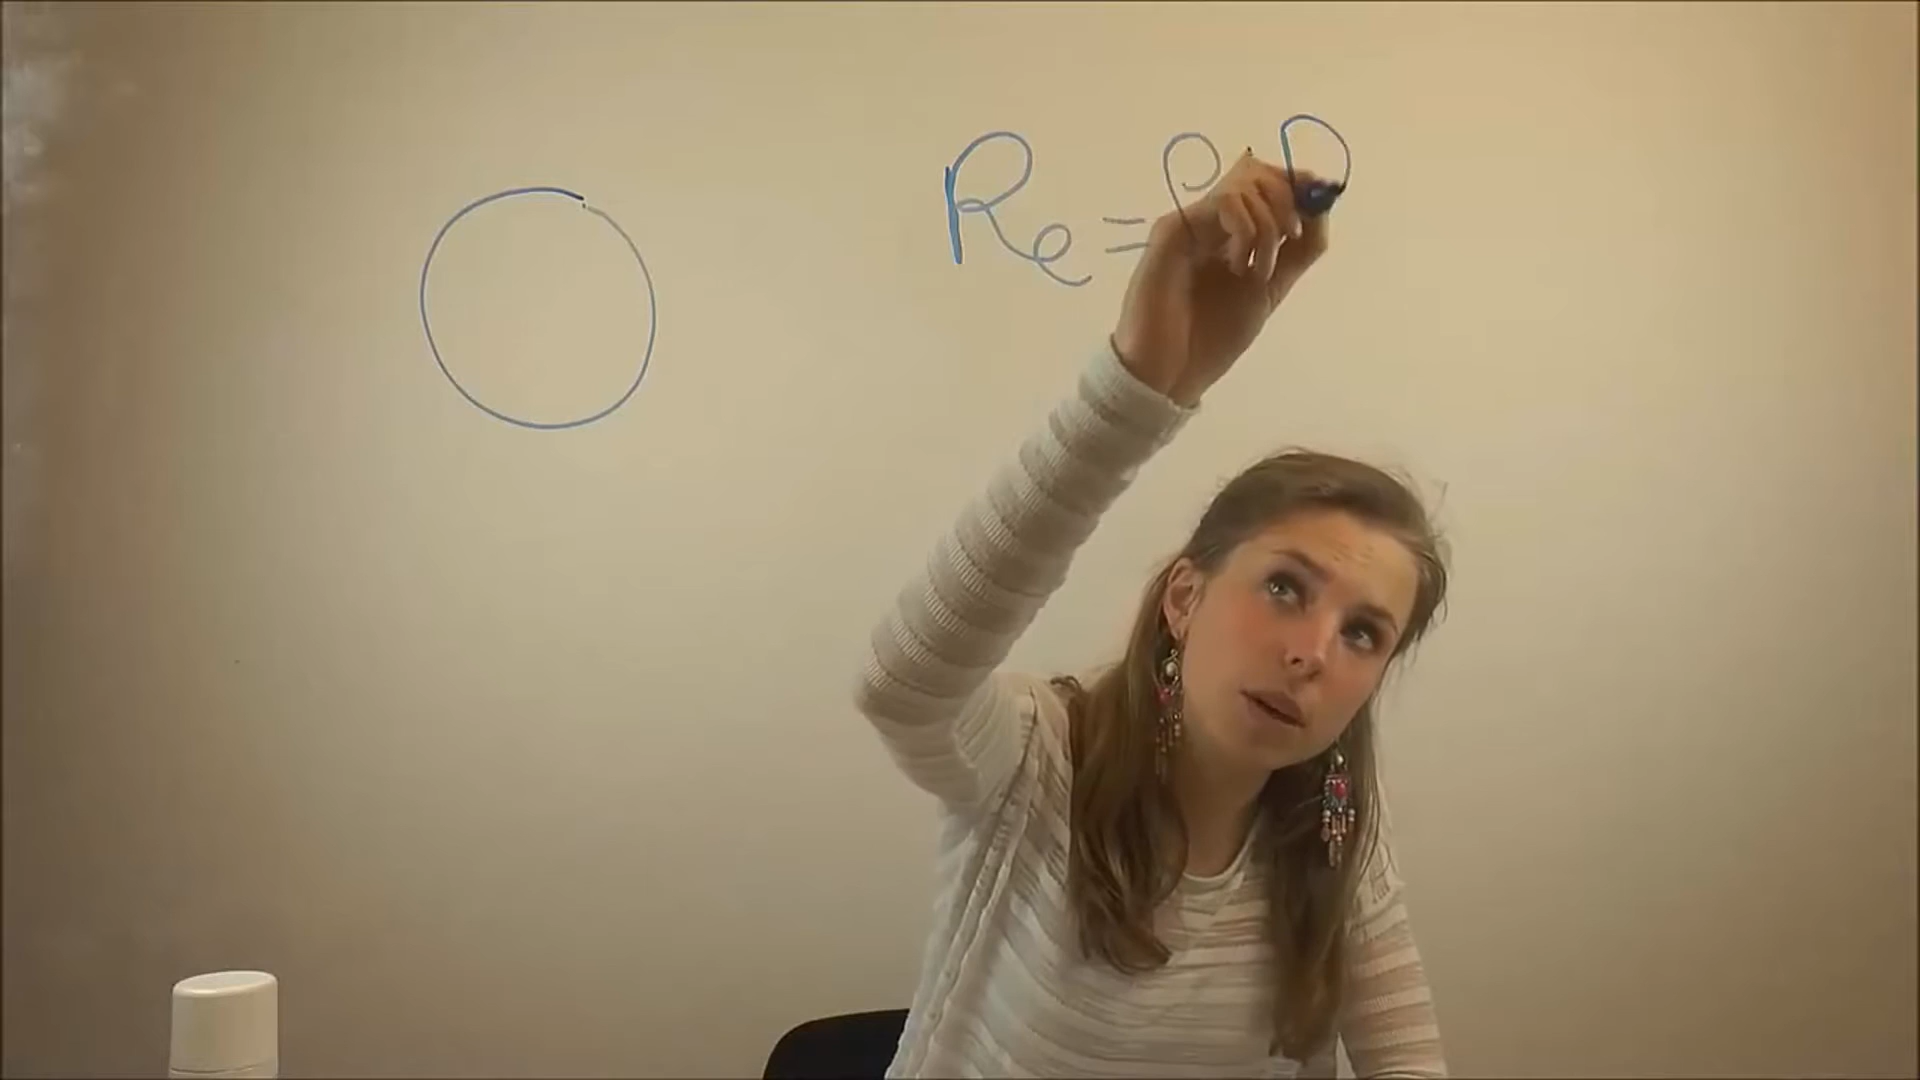 Re = ρ · D